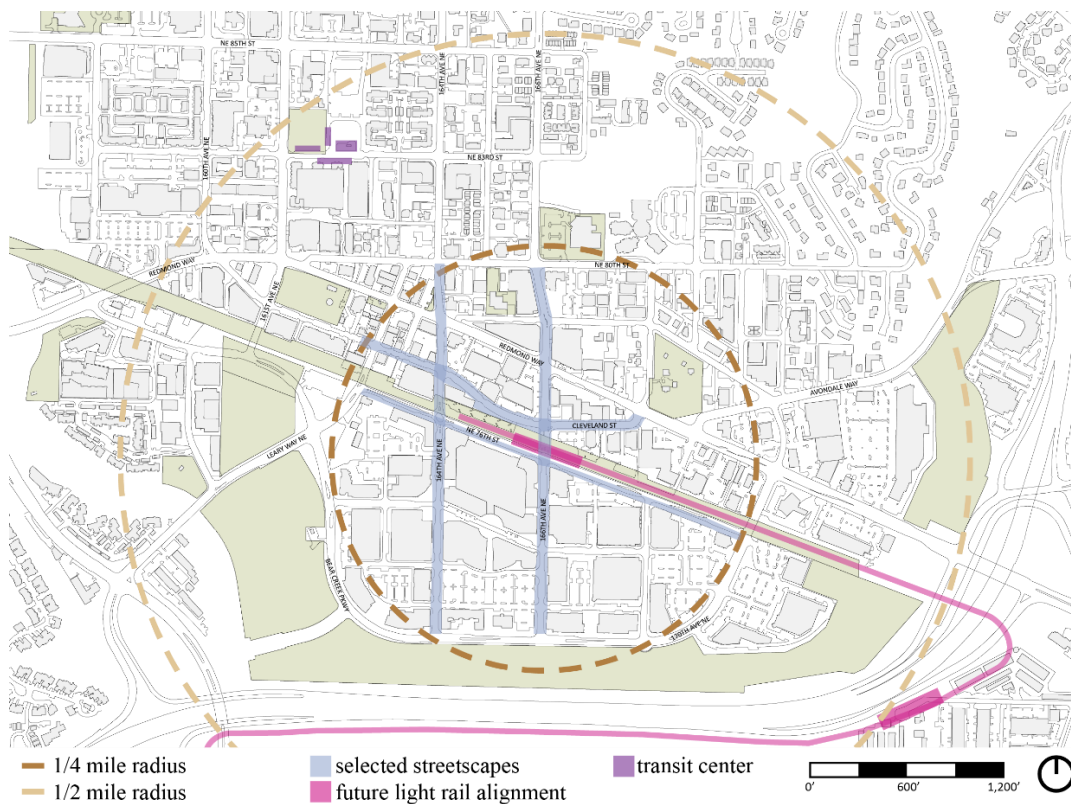 NE 85TH ST
164TH AVE NE
166TH AVE NE
160TH AVE NE
NE 83RD ST
REDMOND WAY
161ST AVE NE
NE 80TH ST
REDMOND WAY
AVONDALE WAY
CLEVELAND ST
NE 76TH ST
LEARY WAY NE
164TH AVE NE
166TH AVE NE
BEAR CREEK PKWY
170TH AVE NE
1/4 mile radius
1/2 mile radius
selected streetscapes
future light rail alignment
transit center
0' 600' 1,200'